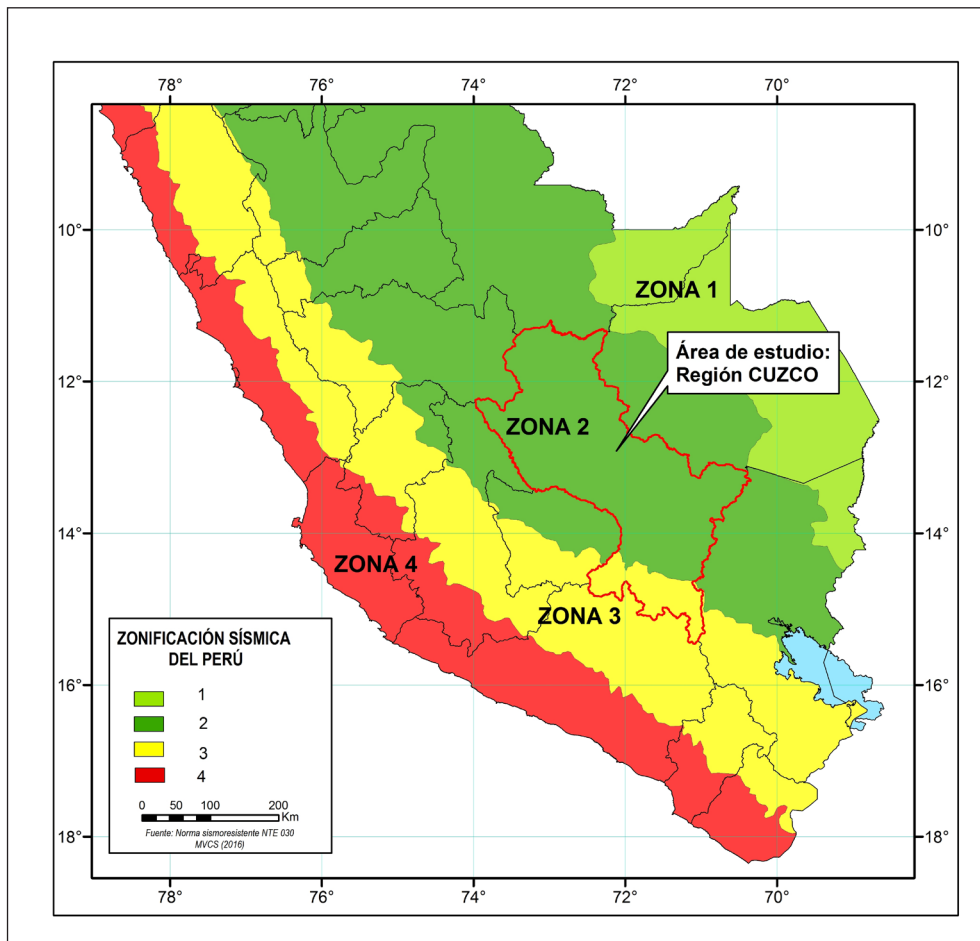 78° 76° 74° 72° 70°
10° 10°
ZONA 1
Área de estudio:
Región CUZCO
12° 12°
ZONA 2
14° 14°
ZONA 4
ZONA 3
ZONIFICACIÓN SÍSMICA
DEL PERÚ
1
2
3
4
0 50 100 200
Km
Fuente: Norma sismoresistente NTE 030
MVCS (2016)
16° 16°
18° 18°
78° 76° 74° 72° 70°